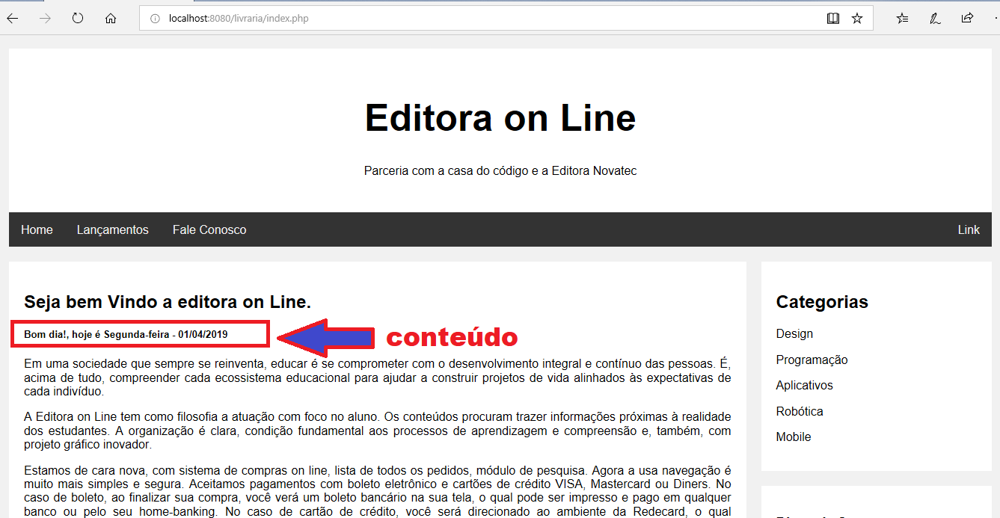 localhost:8080/livraria/index.php
Editora on Line
Parceria com a casa do código e a Editora Novatec
Home Lançamentos Fale Conosco Link
Seja bem Vindo a editora on Line.
Bom dia!, hoje é Segunda-feira - 01/04/2019
conteúdo
Em uma sociedade que sempre se reinventa, educar é se comprometer com o desenvolvimento integral e contínuo das pessoas. É,
acima de tudo, compreender cada ecossistema educacional para ajudar a construir projetos de vida alinhados às expectativas de
cada indivíduo.
A Editora on Line tem como filosofia a atuação com foco no aluno. Os conteúdos procuram trazer informações próximas à realidade
dos estudantes. A organização é clara, condição fundamental aos processos de aprendizagem e compreensão e, também, com
projeto gráfico inovador.
Estamos de cara nova, com sistema de compras on line, lista de todos os pedidos, módulo de pesquisa. Agora a usa navegação é
muito mais simples e segura. Aceitamos pagamentos com boleto eletrônico e cartões de crédito VISA, Mastercard ou Diners. No
caso de boleto, ao finalizar sua compra, você verá um boleto bancário na sua tela, o qual pode ser impresso e pago em qualquer
banco ou pelo seu home-banking. No caso de cartão de crédito, você será direcionado ao ambiente da Redecard, o qual
Categorias
Design
Programação
Aplicativos
Robótica
Mobile